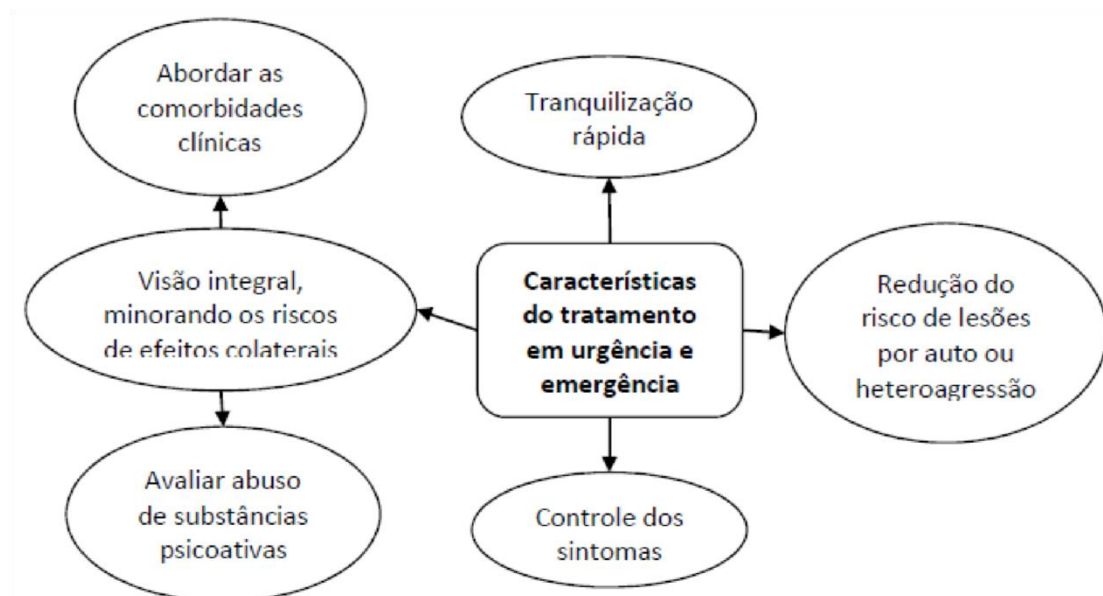 Abordar as
comorbidades
clínicas
Tranquilização
rápida
Visão integral,
minorando os riscos
de efeitos colaterais
Características
do tratamento
em urgência e
emergência
Redução do
risco de lesões
por auto ou
heteroagressão
Avaliar abuso
de substâncias
psicoativas
Controle dos
sintomas